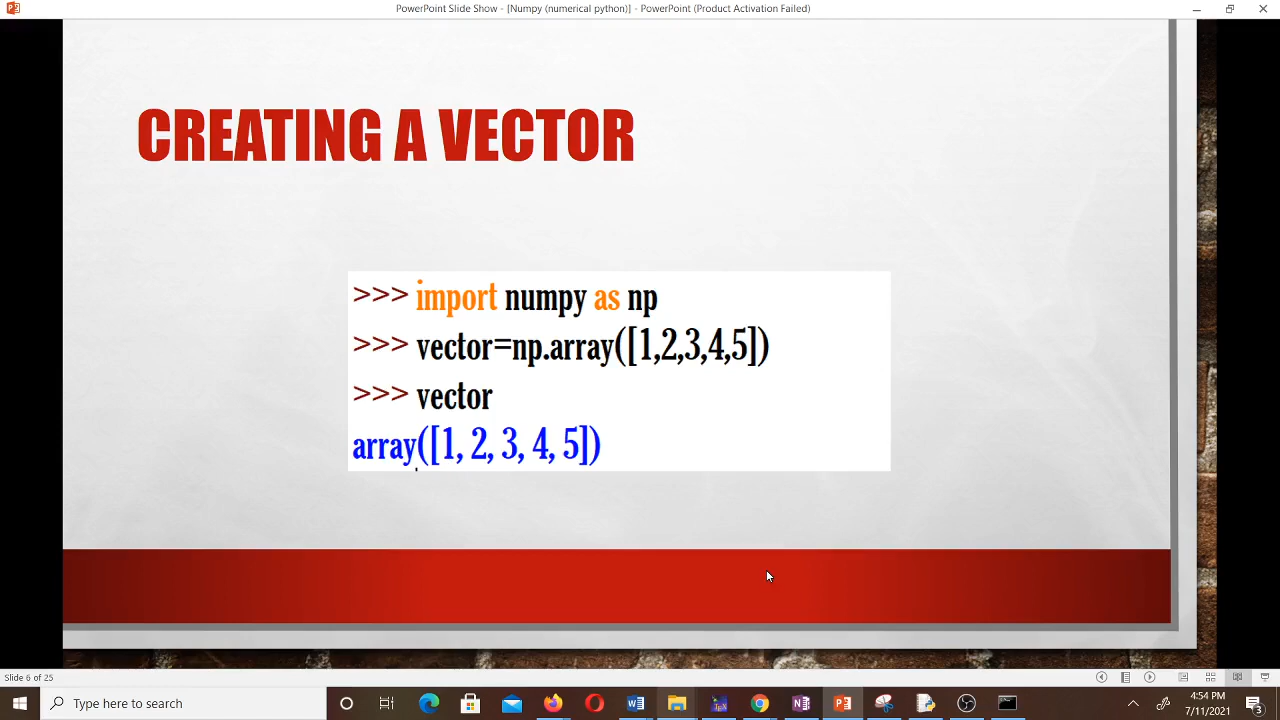 PowerPoint Slide Show - [Numpy (numerical python)] - PowerPoint (Product Activation Failed)
CREATING A VECTOR
>>> import numpy as np
>>> vector=np.array([1,2,3,4,5])
>>> vector
array([1, 2, 3, 4, 5])
Slide 6 of 25
Type here to search
4:54 PM
7/11/2021
3